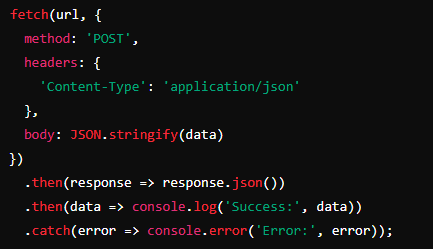 fetch(url, {
  method: 'POST',
  headers: {
    'Content-Type': 'application/json'
  },
  body: JSON.stringify(data)
})
  .then(response => response.json())
  .then(data => console.log('Success:', data))
  .catch(error => console.error('Error:', error));